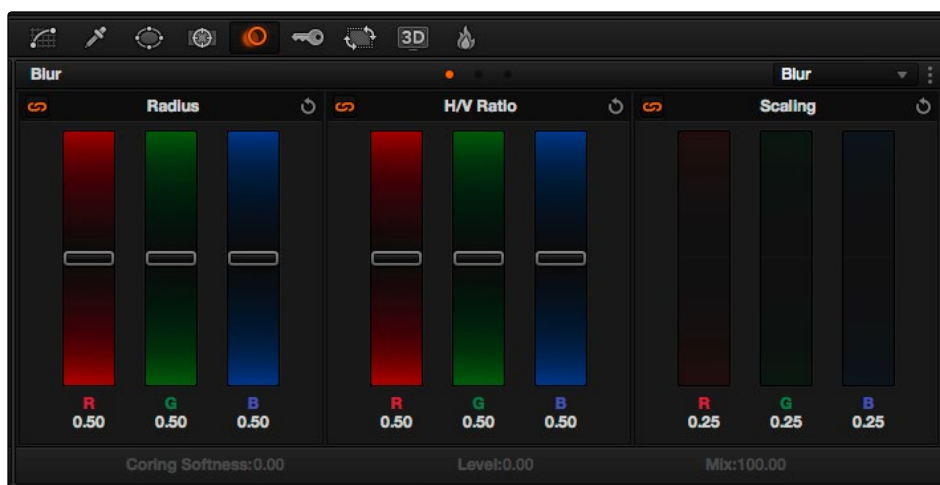 3D
Blur Blur
Radius H/V Ratio Scaling
R G B R G B R G B
0.50 0.50 0.50 0.50 0.50 0.50 0.25 0.25 0.25
Coring Softness:0.00 Level:0.00 Mix:100.00